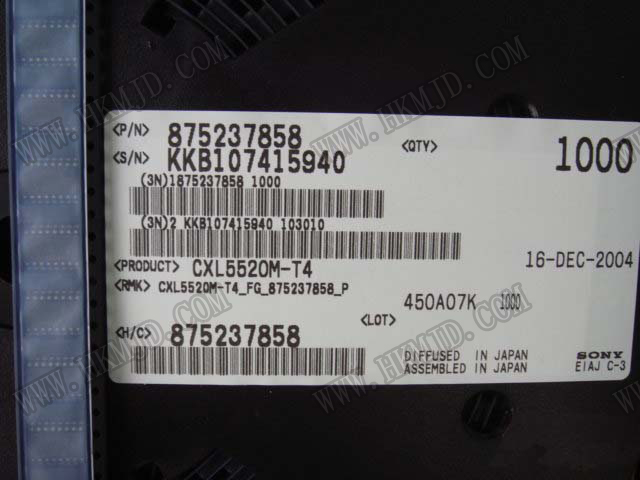 <P/N> 875237858 <QTY> 1000
<S/N> KKB107415940
(3N)1875237858 1000
(3N)2 KKB107415940 103010
<PRODUCT> CXL5520M-T4 16-DEC-2004
<RMK> CXL5520M-T4_FG_875237858_P
<LOT> 450A07K 1000
<H/C> 875237858
DIFFUSED IN JAPAN SONY
ASSEMBLED IN JAPAN EIAJ C-3
WWW.HKMJD.COM
WWW.HKMJD.COM
WWW.HKMJD.COM
WWW.HKMJD.COM